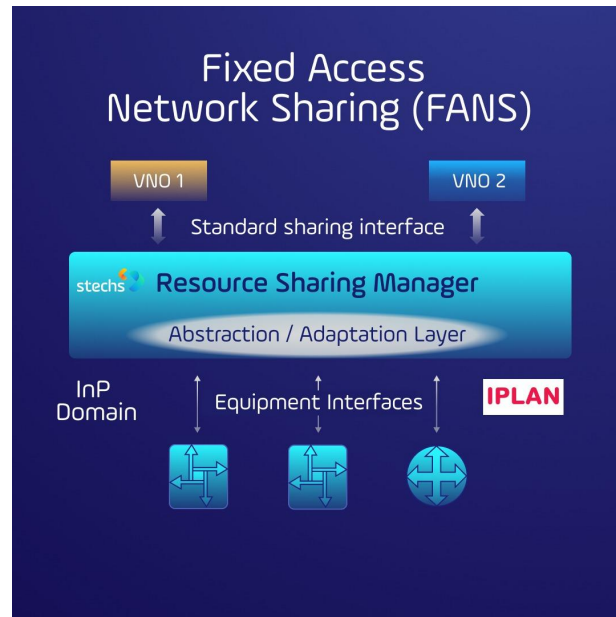 Fixed Access
Network Sharing (FANS)
VNO 1
VNO 2
Standard sharing interface
stechs
Resource Sharing Manager
Abstraction / Adaptation Layer
InP
Domain
Equipment Interfaces
IPLAN